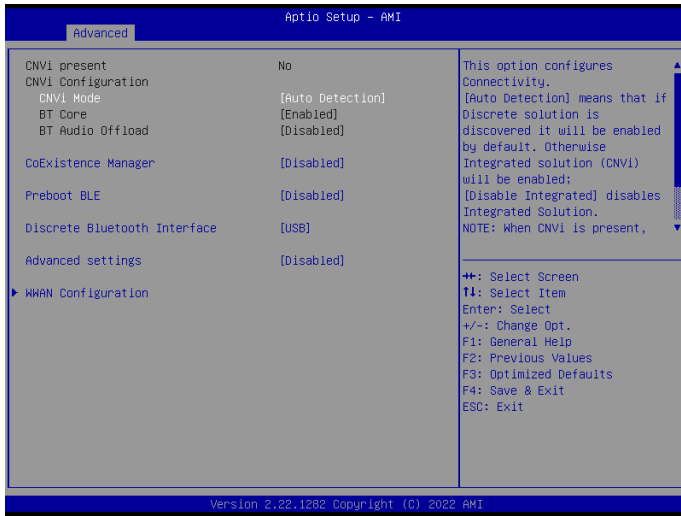 Aptio Setup – AMI
Advanced
CNVi present No
CNVi Configuration
CNVi Mode [Auto Detection]
BT Core [Enabled]
BT Audio Offload [Disabled]
CoExistence Manager [Disabled]
Preboot BLE [Disabled]
Discrete Bluetooth Interface [USB]
Advanced settings [Disabled]
WWAN Configuration
This option configures
Connectivity.
[Auto Detection] means that if
Discrete solution is
discovered it will be enabled
by default. Otherwise
Integrated solution (CNVi)
will be enabled;
[Disable Integrated] disables
Integrated Solution.
NOTE: When CNVi is present,
→←: Select Screen
↑↓: Select Item
Enter: Select
+/-: Change Opt.
F1: General Help
F2: Previous Values
F3: Optimized Defaults
F4: Save & Exit
ESC: Exit
Version 2.22.1282 Copyright (C) 2022 AMI